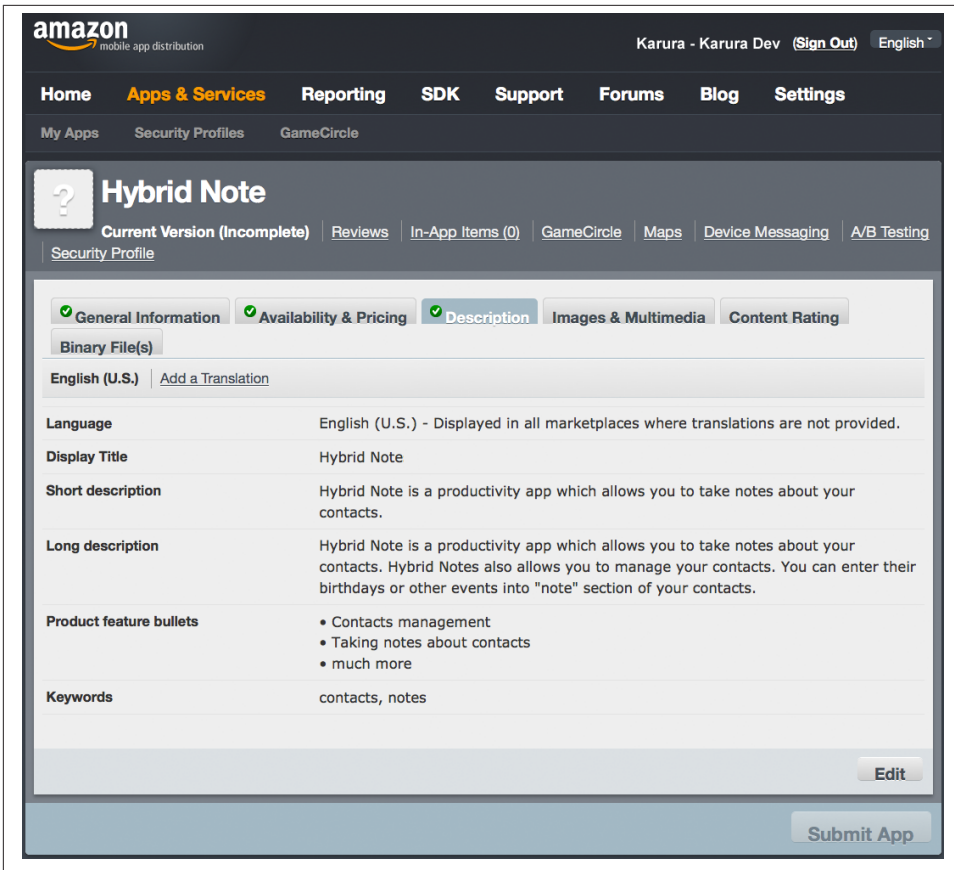 amazon
mobile app distribution
Karura - Karura Dev (Sign Out) English
Home Apps & Services Reporting SDK Support Forums Blog Settings
My Apps Security Profiles GameCircle
?
Hybrid Note
Current Version (Incomplete) Reviews In-App Items (0) GameCircle Maps Device Messaging A/B Testing
Security Profile
General Information Availability & Pricing Description Images & Multimedia Content Rating
Binary File(s)
English (U.S.) Add a Translation
Language English (U.S.) - Displayed in all marketplaces where translations are not provided.
Display Title Hybrid Note
Short description Hybrid Note is a productivity app which allows you to take notes about your
contacts.
Long description Hybrid Note is a productivity app which allows you to take notes about your
contacts. Hybrid Notes also allows you to manage your contacts. You can enter their
birthdays or other events into "note" section of your contacts.
Product feature bullets • Contacts management
• Taking notes about contacts
• much more
Keywords contacts, notes
Edit
Submit App